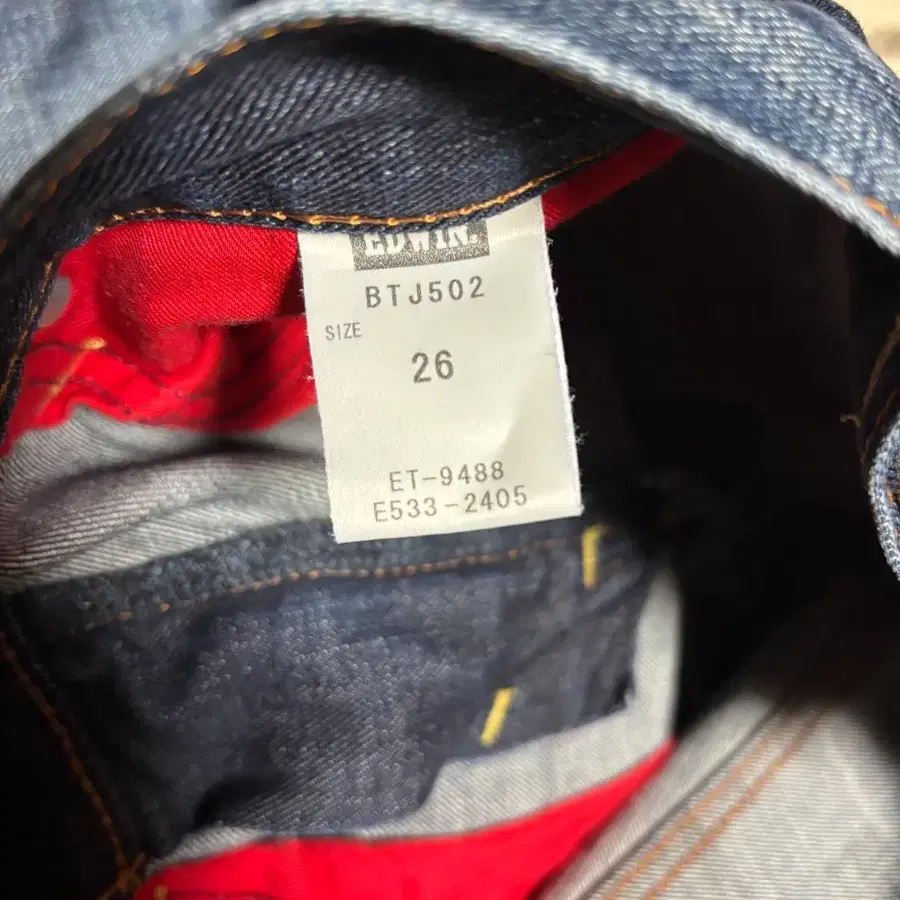 EDWIN.
BTJ502
SIZE
26
ET-9488
E533-2405